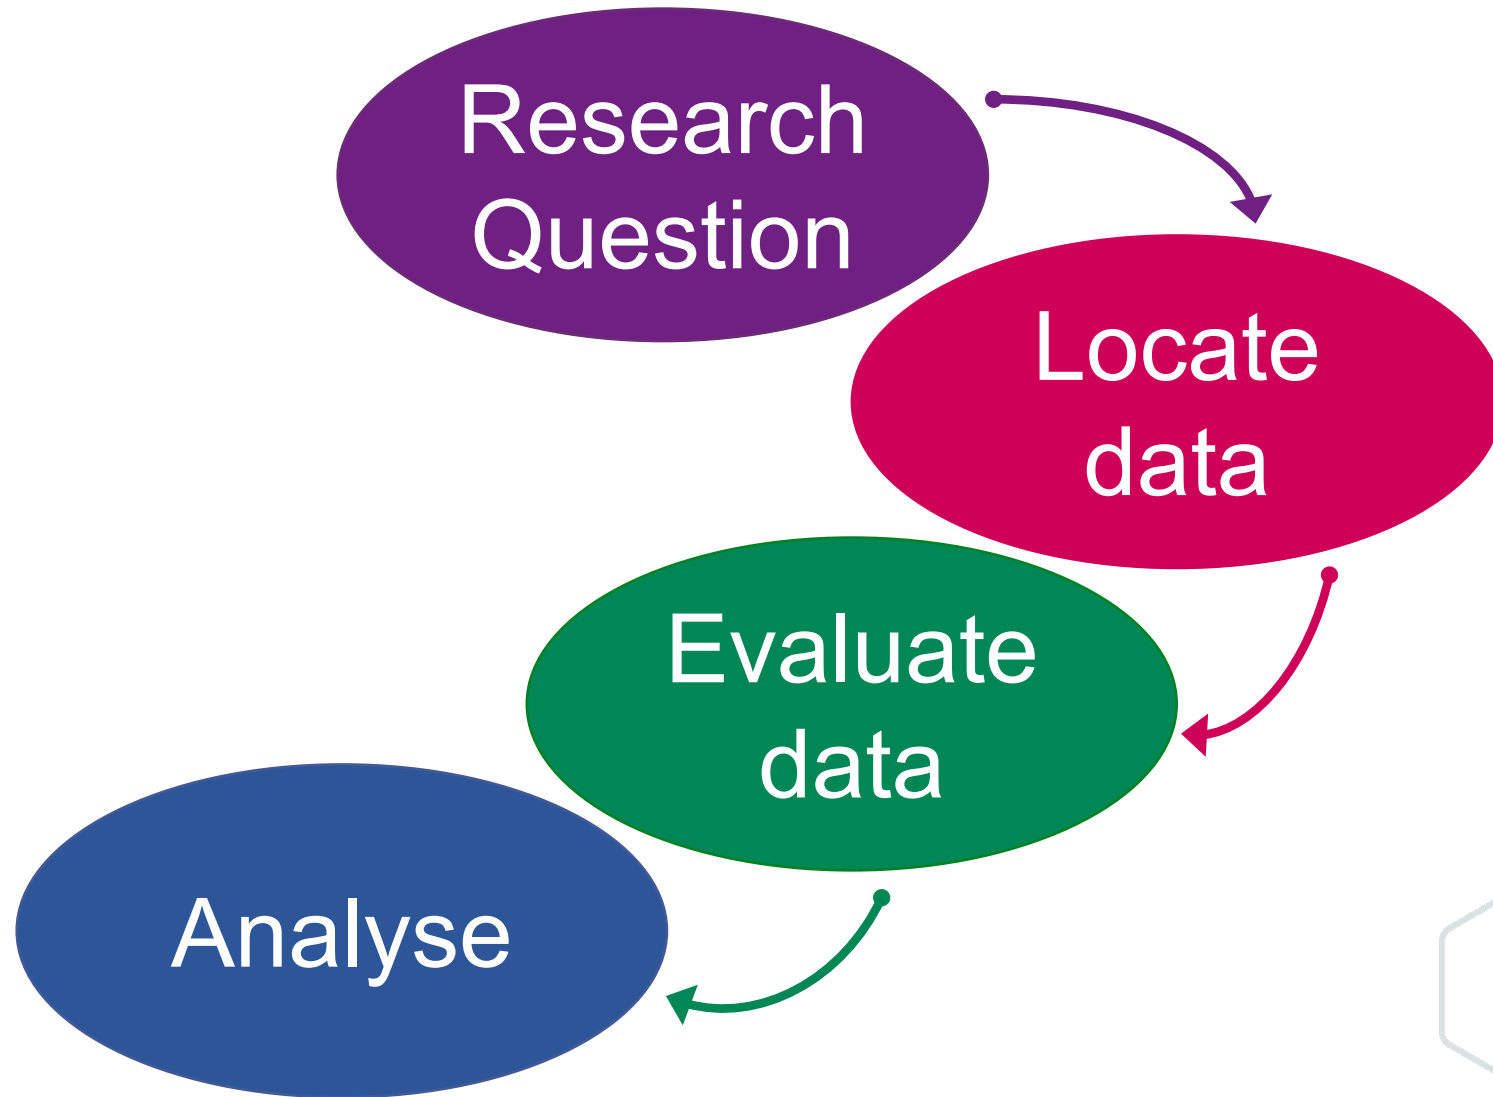 Research
Question
Locate
data
Evaluate
data
Analyse